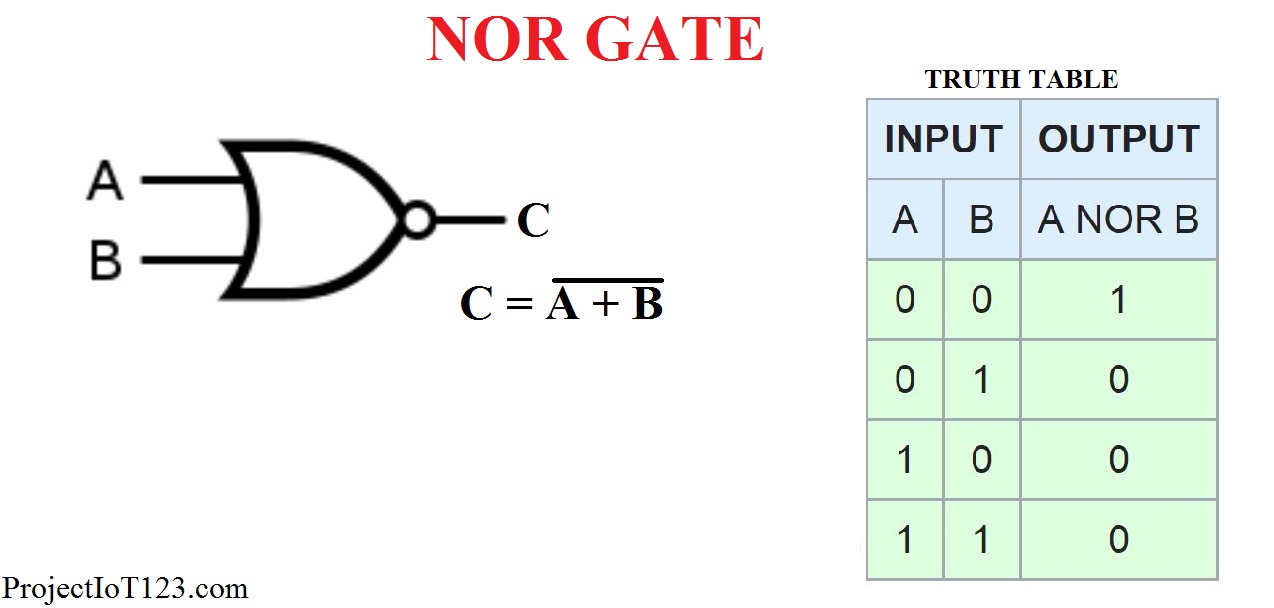 NOR GATE
TRUTH TABLE
INPUT OUTPUT
A B A NOR B
0 0 1
0 1 0
1 0 0
1 1 0
A
B
C
C = A̅ ̅+̅ ̅B̅
ProjectIoT123.com